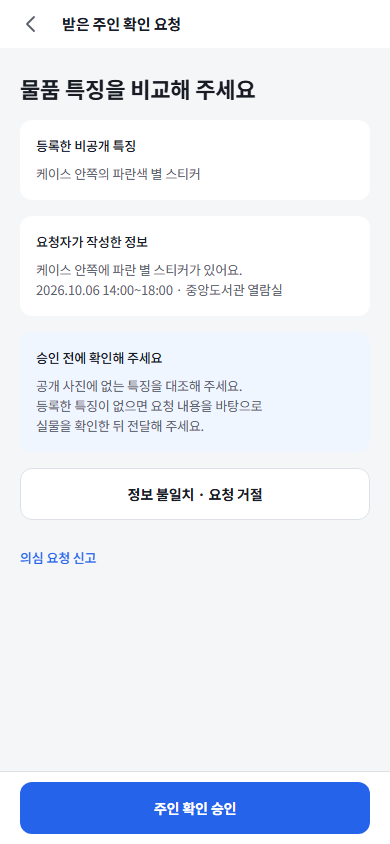 받은 주인 확인 요청
물품 특징을 비교해 주세요
등록한 비공개 특징
케이스 안쪽의 파란색 별 스티커
요청자가 작성한 정보
케이스 안쪽에 파란 별 스티커가 있어요.
2026.10.06 14:00~18:00 · 중앙도서관 열람실
승인 전에 확인해 주세요
공개 사진에 없는 특징을 대조해 주세요.
등록한 특징이 없으면 요청 내용을 바탕으로
실물을 확인한 뒤 전달해 주세요.
정보 불일치 · 요청 거절
의심 요청 신고
주인 확인 승인